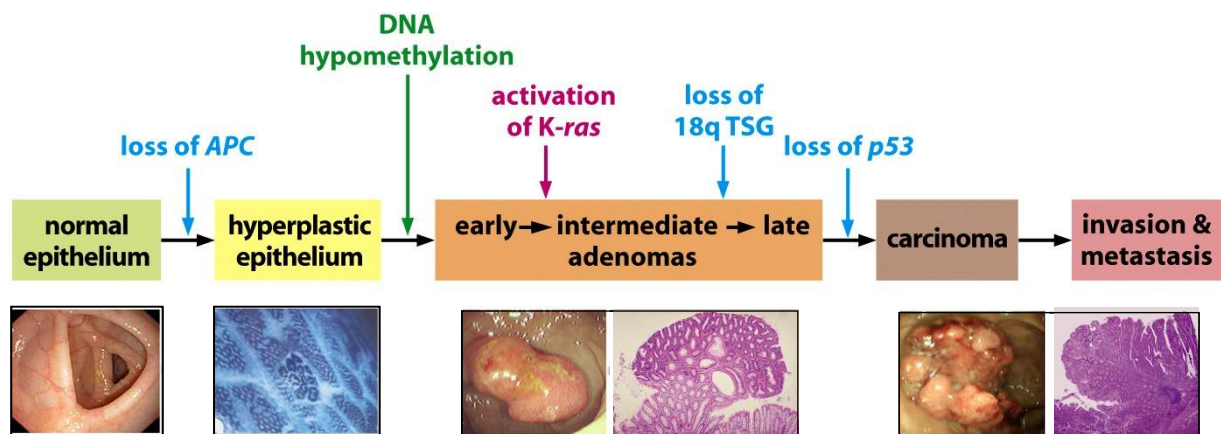 DNA
hypomethylation
activation
of K-ras
loss of
18q TSG
loss of APC
loss of p53
normal
epithelium
hyperplastic
epithelium
early intermediate late
adenomas
carcinoma
invasion &
metastasis